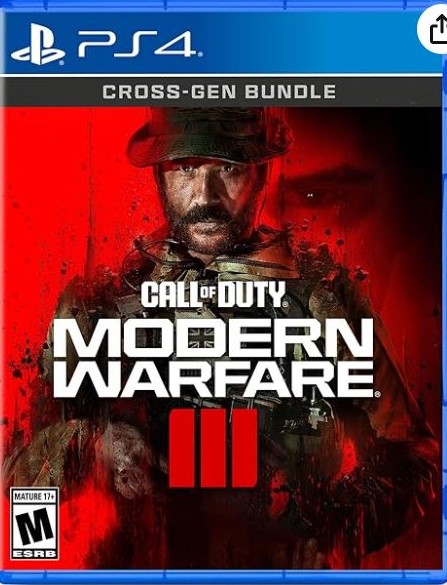 PS4
CROSS-GEN BUNDLE
CALL OF DUTY®
MODERN
WARFARE®
III
MATURE 17+
M
ESRB